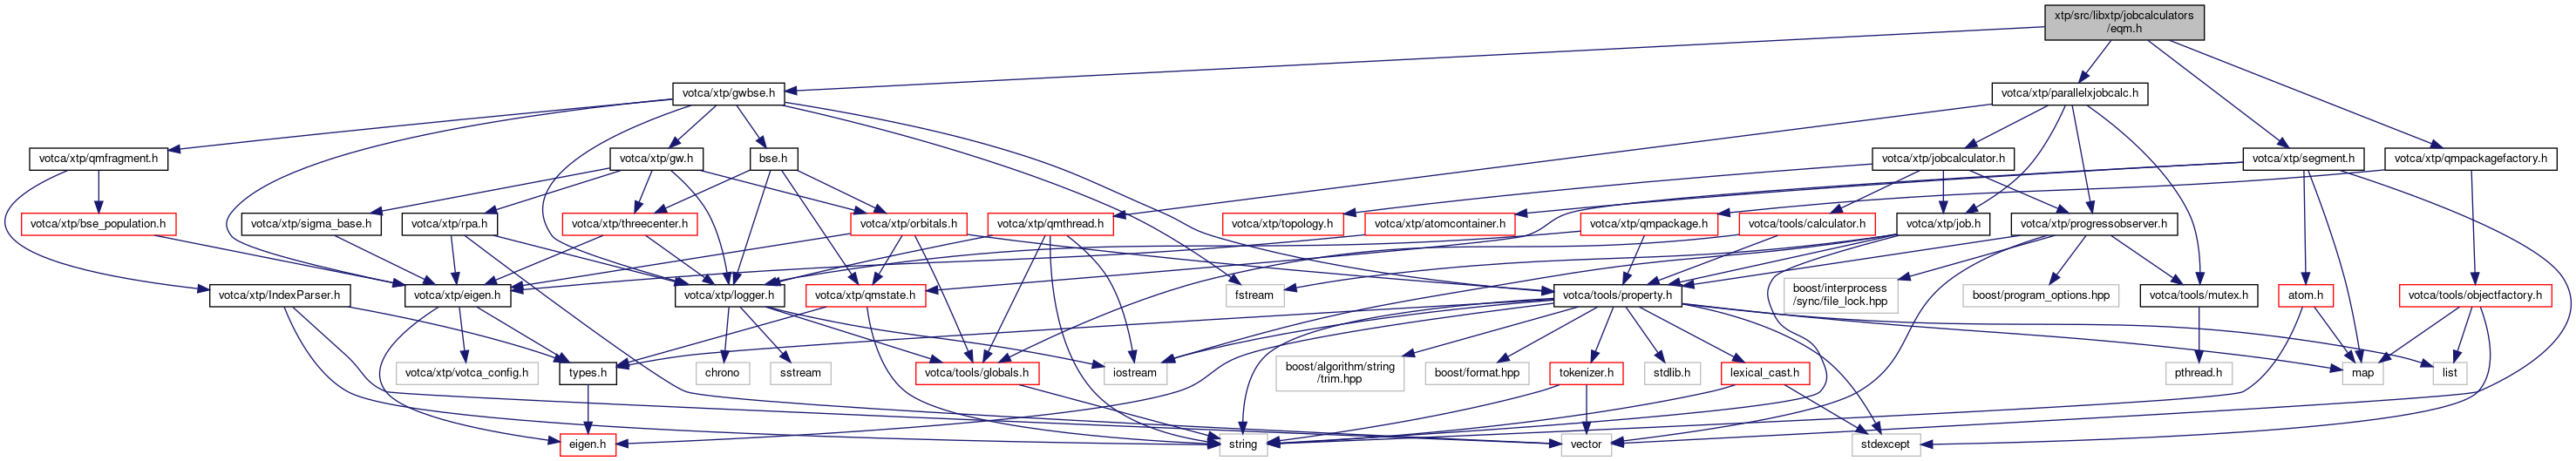 xtp/src/libxtp/jobcalculators
/eqm.h
votca/xtp/gwbse.h
votca/xtp/parallelxjobcalc.h
votca/xtp/qmfragment.h
votca/xtp/gw.h
bse.h
votca/xtp/jobcalculator.h
votca/xtp/segment.h
votca/xtp/qmpackagefactory.h
votca/xtp/bse_population.h
votca/xtp/sigma_base.h
votca/xtp/rpa.h
votca/xtp/threecenter.h
votca/xtp/orbitals.h
votca/xtp/qmthread.h
votca/xtp/topology.h
votca/xtp/atomcontainer.h
votca/xtp/qmpackage.h
votca/tools/calculator.h
votca/xtp/job.h
votca/xtp/progressobserver.h
votca/xtp/IndexParser.h
votca/xtp/eigen.h
votca/xtp/logger.h
votca/xtp/qmstate.h
fstream
votca/tools/property.h
boost/interprocess
/sync/file_lock.hpp
boost/program_options.hpp
votca/tools/mutex.h
atom.h
votca/tools/objectfactory.h
votca/xtp/votca_config.h
types.h
chrono
sstream
votca/tools/globals.h
iostream
boost/algorithm/string
/trim.hpp
boost/format.hpp
tokenizer.h
stdlib.h
lexical_cast.h
pthread.h
map
list
eigen.h
string
vector
stdexcept